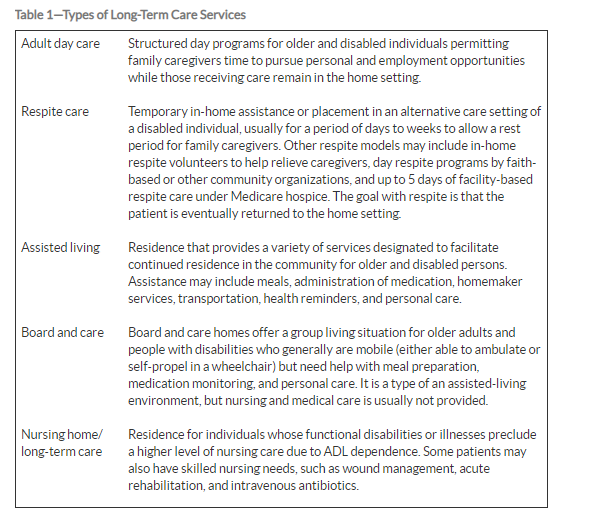 Table 1—Types of Long-Term Care Services
Adult day care
Structured day programs for older and disabled individuals permitting
family caregivers time to pursue personal and employment opportunities
while those receiving care remain in the home setting.
Respite care
Temporary in-home assistance or placement in an alternative care setting of
a disabled individual, usually for a period of days to weeks to allow a rest
period for family caregivers. Other respite models may include in-home
respite volunteers to help relieve caregivers, day respite programs by faith-
based or other community organizations, and up to 5 days of facility-based
respite care under Medicare hospice. The goal with respite is that the
patient is eventually returned to the home setting.
Assisted living
Residence that provides a variety of services designated to facilitate
continued residence in the community for older and disabled persons.
Assistance may include meals, administration of medication, homemaker
services, transportation, health reminders, and personal care.
Board and care
Board and care homes offer a group living situation for older adults and
people with disabilities who generally are mobile (either able to ambulate or
self-propel in a wheelchair) but need help with meal preparation,
medication monitoring, and personal care. It is a type of an assisted-living
environment, but nursing and medical care is usually not provided.
Nursing home/
long-term care
Residence for individuals whose functional disabilities or illnesses preclude
a higher level of nursing care due to ADL dependence. Some patients may
also have skilled nursing needs, such as wound management, acute
rehabilitation, and intravenous antibiotics.